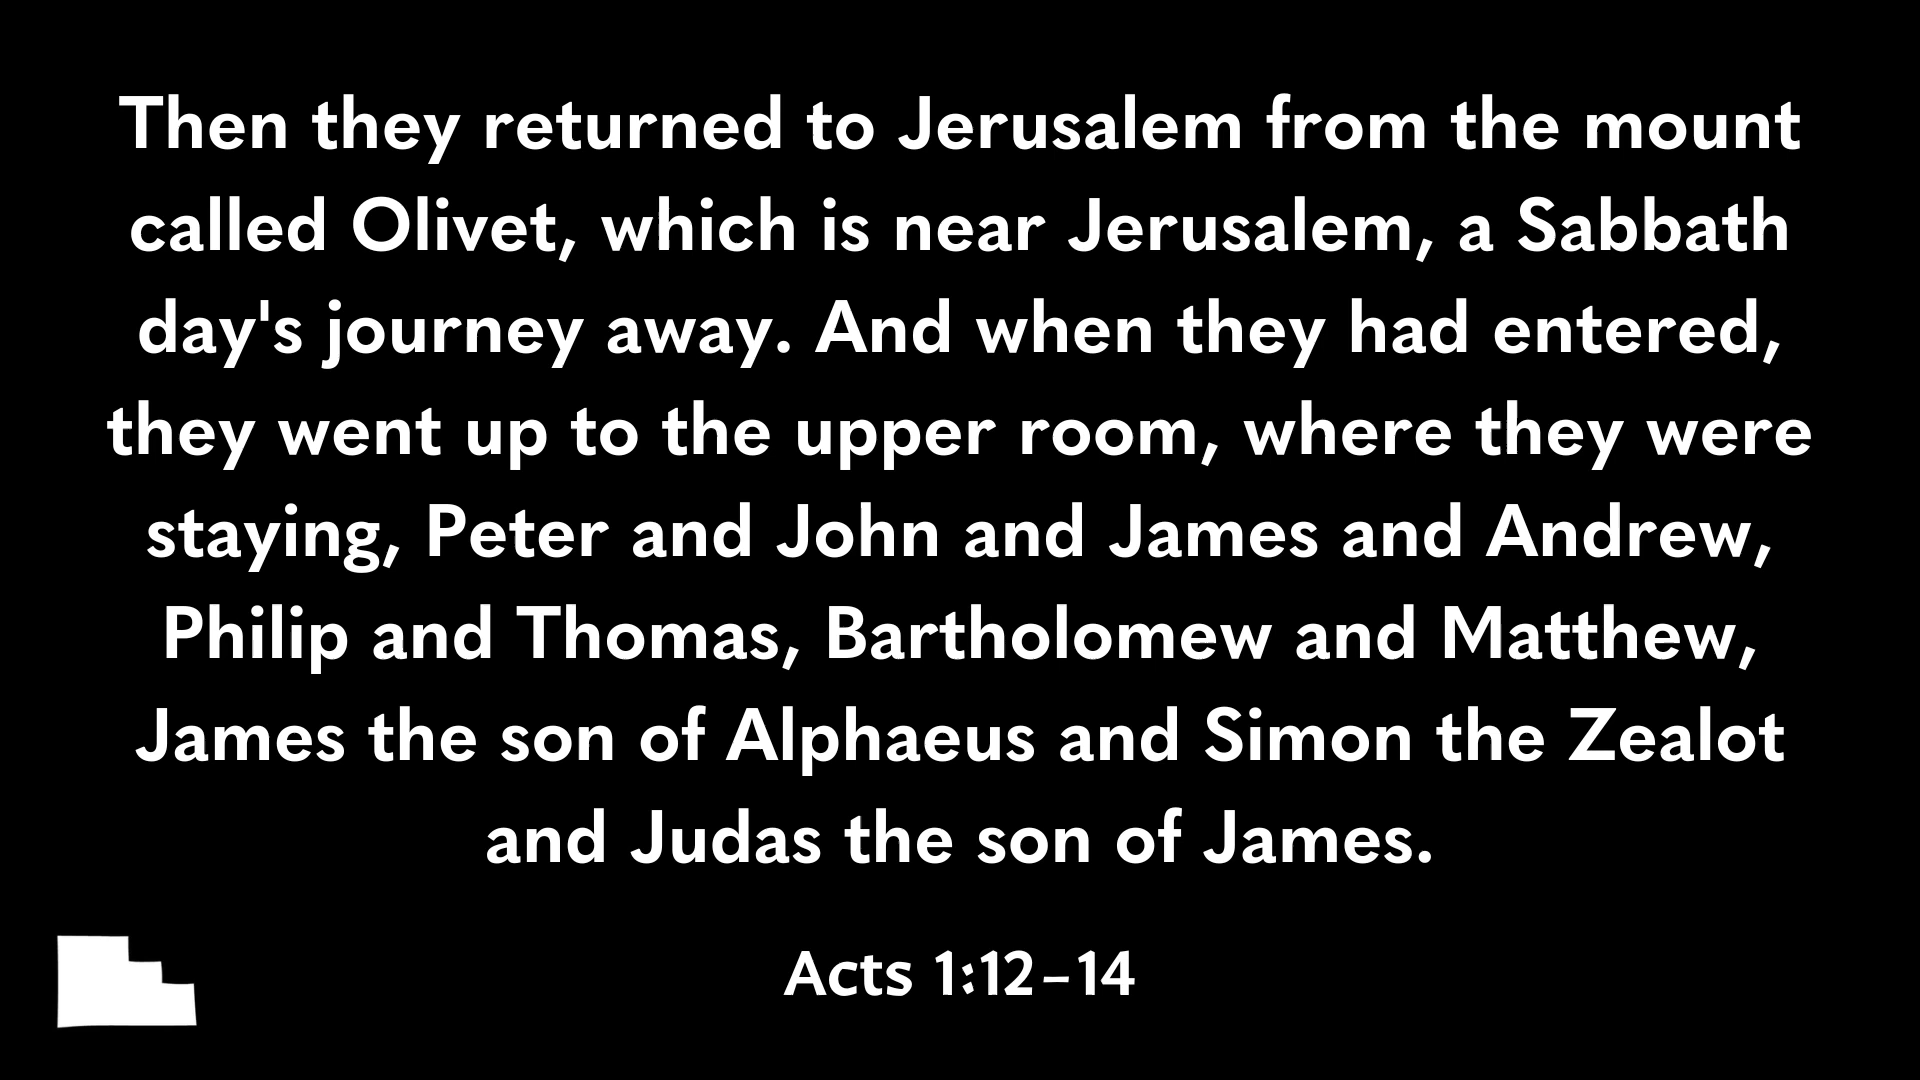 Then they returned to Jerusalem from the mount
called Olivet, which is near Jerusalem, a Sabbath
day's journey away. And when they had entered,
they went up to the upper room, where they were
staying, Peter and John and James and Andrew,
Philip and Thomas, Bartholomew and Matthew,
James the son of Alphaeus and Simon the Zealot
and Judas the son of James.
Acts 1:12–14